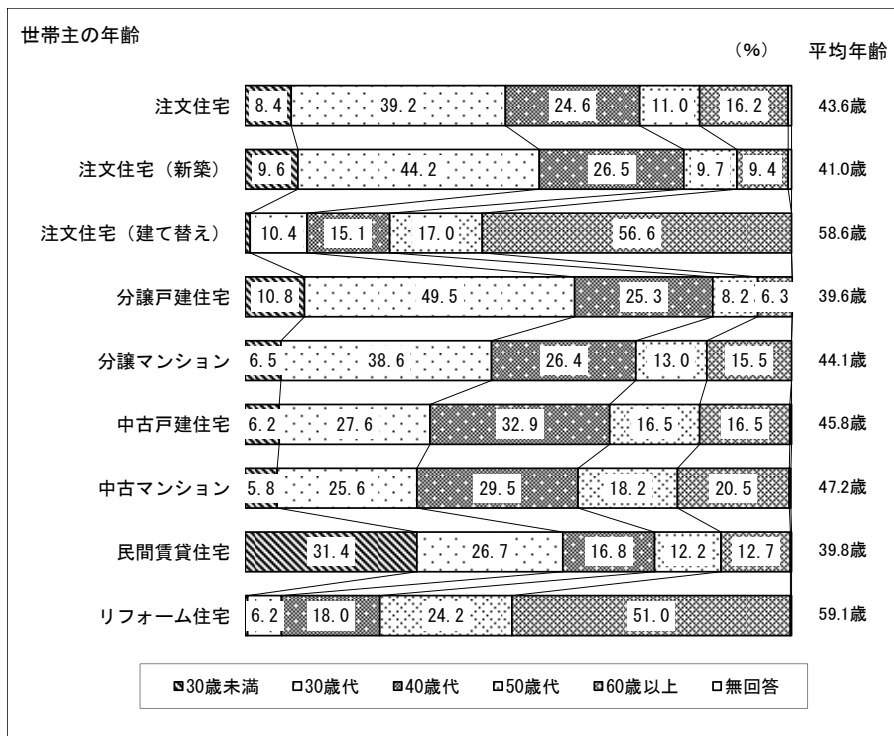 世帯主の年齢
(%) 平均年齢
注文住宅 8.4 39.2 24.6 11.0 16.2 43.6歳
注文住宅（新築） 9.6 44.2 26.5 9.7 9.4 41.0歳
注文住宅（建て替え） 10.4 15.1 17.0 56.6 58.6歳
分譲戸建住宅 10.8 49.5 25.3 8.2 6.3 39.6歳
分譲マンション 6.5 38.6 26.4 13.0 15.5 44.1歳
中古戸建住宅 6.2 27.6 32.9 16.5 16.5 45.8歳
中古マンション 5.8 25.6 29.5 18.2 20.5 47.2歳
民間賃貸住宅 31.4 26.7 16.8 12.2 12.7 39.8歳
リフォーム住宅 6.2 18.0 24.2 51.0 59.1歳
30歳未満 30歳代 40歳代 50歳代 60歳以上 無回答